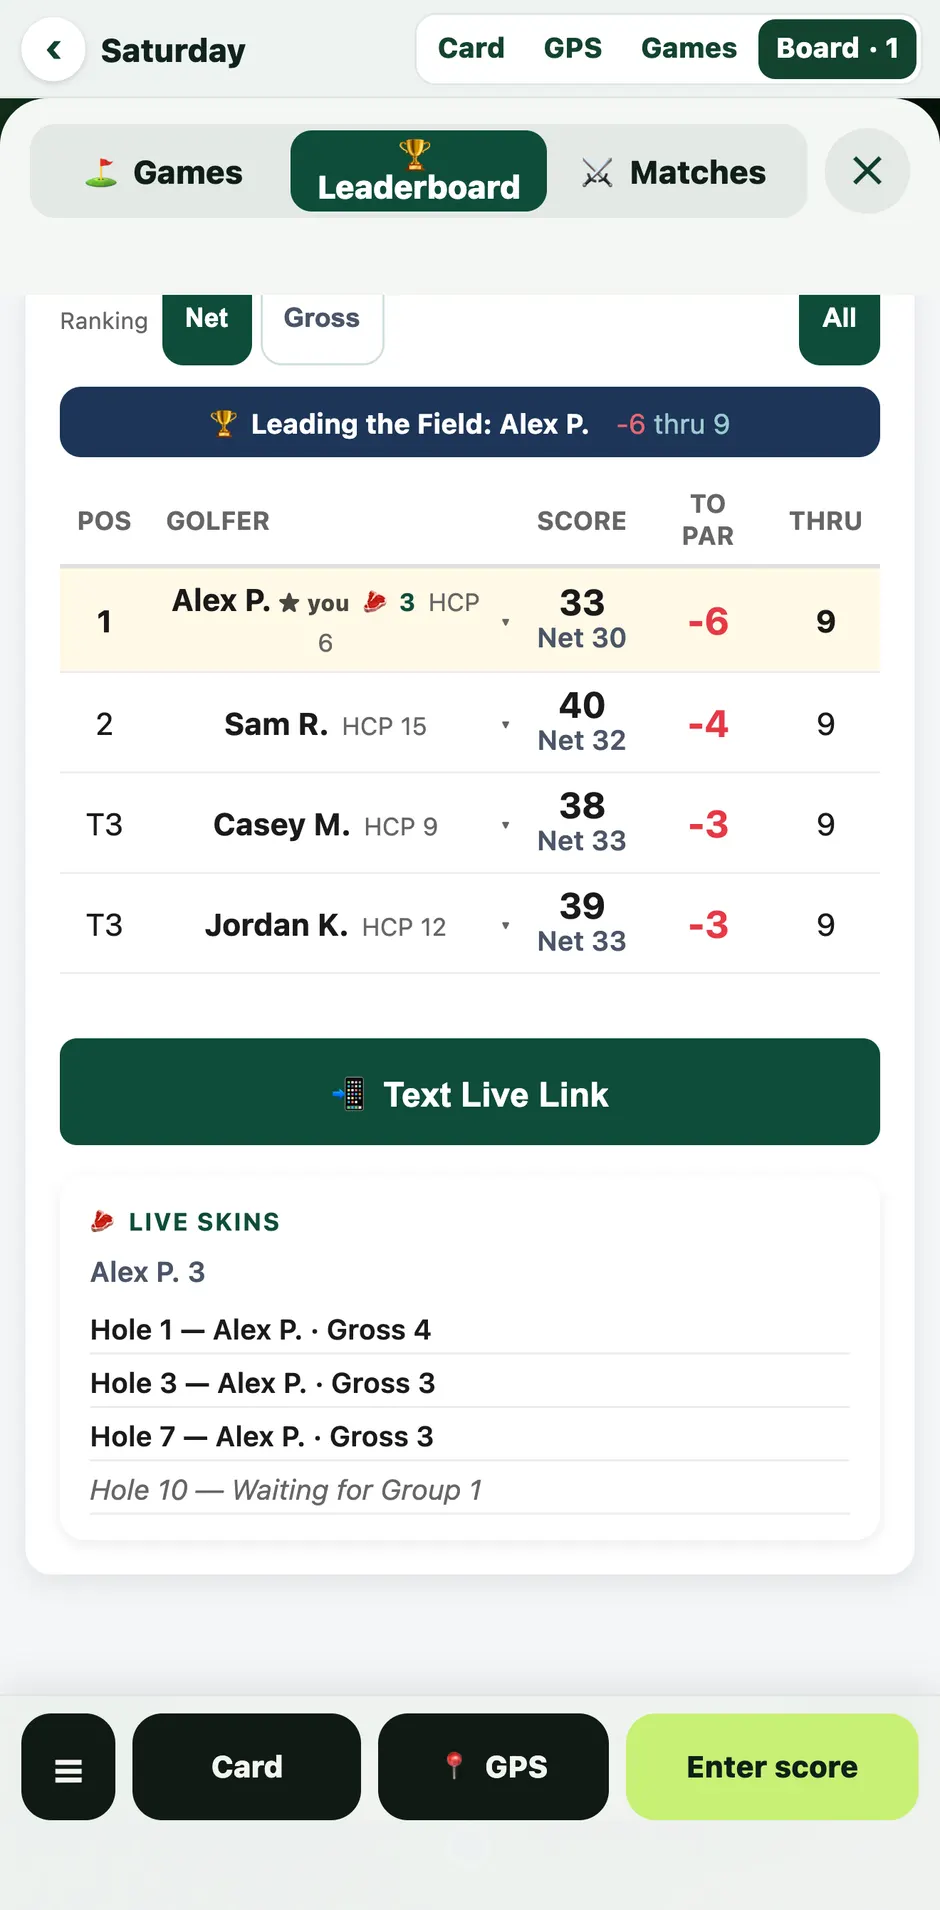 ‹ Saturday Card GPS Games Board · 1
Games 🏆 Leaderboard Matches ✕
Ranking Net Gross All
🏆 Leading the Field: Alex P. -6 thru 9
POS GOLFER SCORE TO PAR THRU
1 Alex P. ★ you 🥩 3 HCP 6 ▾ 33 Net 30 -6 9
2 Sam R. HCP 15 ▾ 40 Net 32 -4 9
T3 Casey M. HCP 9 ▾ 38 Net 33 -3 9
T3 Jordan K. HCP 12 ▾ 39 Net 33 -3 9
📲 Text Live Link
🥩 LIVE SKINS
Alex P. 3
Hole 1 — Alex P. · Gross 4
Hole 3 — Alex P. · Gross 3
Hole 7 — Alex P. · Gross 3
Hole 10 — Waiting for Group 1
☰ Card 📍 GPS Enter score